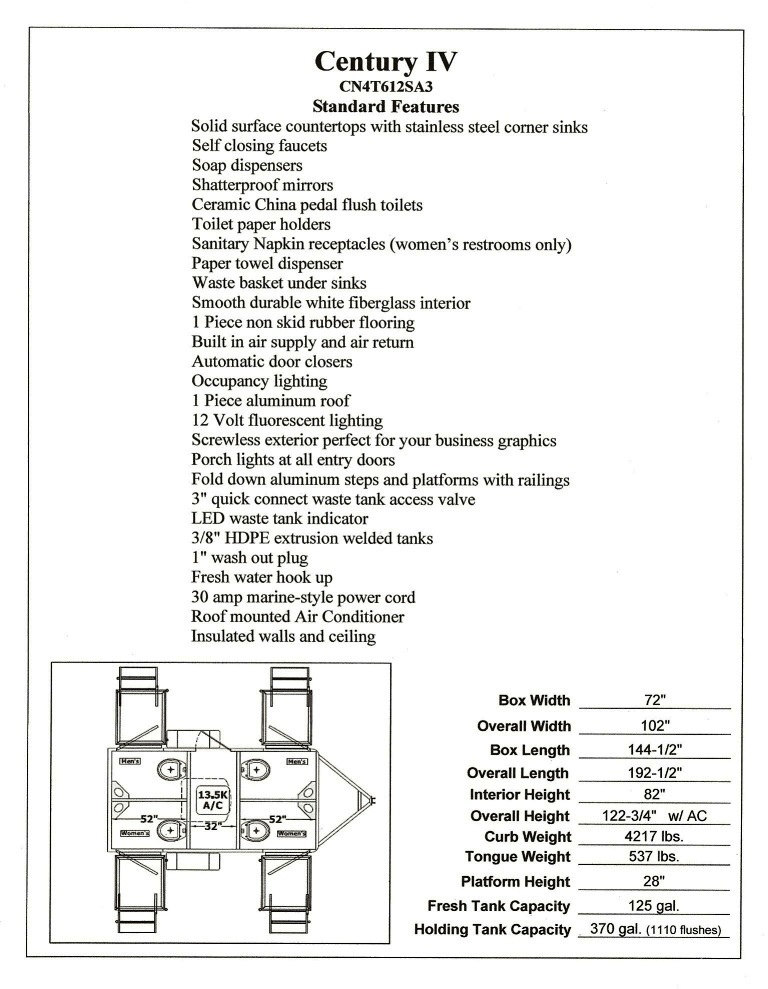 Century IV
CN4T612SA3
Standard Features
Solid surface countertops with stainless steel corner sinks
Self closing faucets
Soap dispensers
Shatterproof mirrors
Ceramic China pedal flush toilets
Toilet paper holders
Sanitary Napkin receptacles (women's restrooms only)
Paper towel dispenser
Waste basket under sinks
Smooth durable white fiberglass interior
1 Piece non skid rubber flooring
Built in air supply and air return
Automatic door closers
Occupancy lighting
1 Piece aluminum roof
12 Volt fluorescent lighting
Screwless exterior perfect for your business graphics
Porch lights at all entry doors
Fold down aluminum steps and platforms with railings
3" quick connect waste tank access valve
LED waste tank indicator
3/8" HDPE extrusion welded tanks
1" wash out plug
Fresh water hook up
30 amp marine-style power cord
Roof mounted Air Conditioner
Insulated walls and ceiling
Men's
Men's
13.5K
A/C
52"
32"
52"
Women's
Women's
Box Width 72"
Overall Width 102"
Box Length 144-1/2"
Overall Length 192-1/2"
Interior Height 82"
Overall Height 122-3/4" w/ AC
Curb Weight 4217 lbs.
Tongue Weight 537 lbs.
Platform Height 28"
Fresh Tank Capacity 125 gal.
Holding Tank Capacity 370 gal. (1110 flushes)